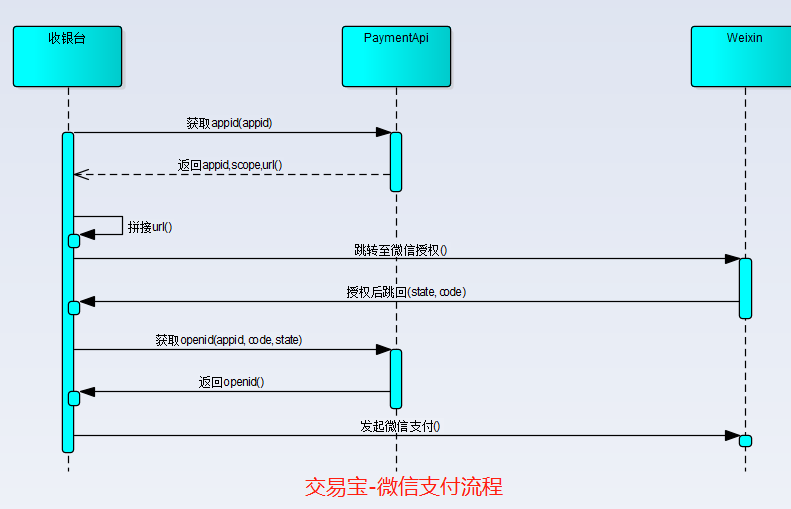 收银台
PaymentApi
Weixin
获取appid(appid)
返回appid,scope,url()
拼接url()
跳转至微信授权()
授权后跳回(state, code)
获取openid(appid, code, state)
返回openid()
发起微信支付()
交易宝-微信支付流程